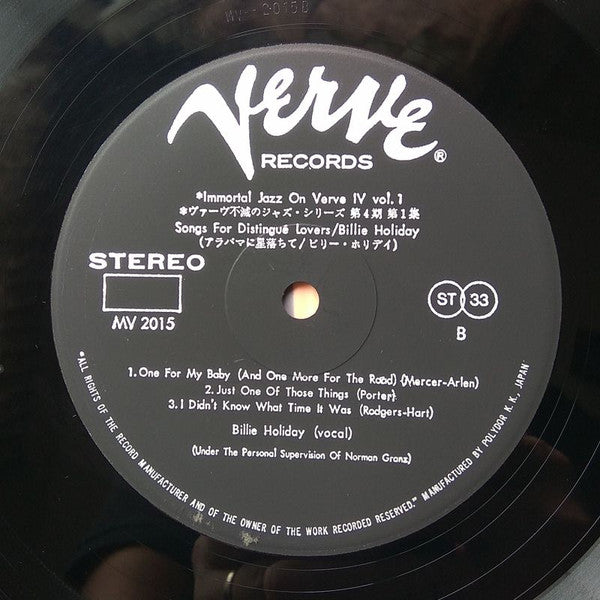 MV-2015B
VERVE
RECORDS®
*Immortal Jazz On Verve IV vol.1
*ヴァーヴ不滅のジャズ・シリーズ 第4期 第1集
Songs For Distingué Lovers/Billie Holiday
(アラバマに星落ちて/ビリー・ホリデイ)
STEREO
MV 2015
ST 33
B
1.One For My Baby (And One More For The Road) (Mercer-Arlen)
2.Just One Of Those Things (Porter)
3.I Didn't Know What Time It Was (Rodgers-Hart)
Billie Holiday (vocal)
(Under The Personal Supervision Of Norman Granz)
"ALL RIGHTS OF THE RECORD MANUFACTURER AND OF THE OWNER OF THE WORK RECORDED RESERVED." MANUFACTURED BY POLYDOR K.K. JAPAN